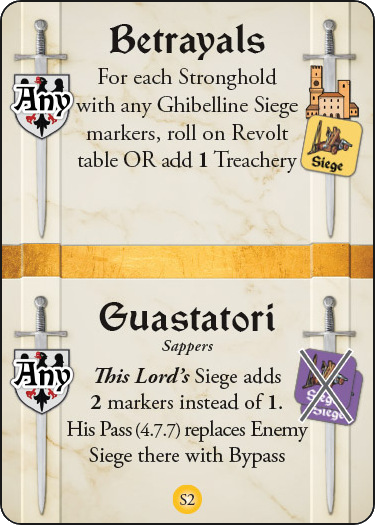 Betrayals
For each Stronghold
Any
with any Ghibelline Siege
markers, roll on Revolt
table OR add 1 Treachery
Siege
Guastatori
Sappers
Any
This Lord's Siege adds
2 markers instead of 1.
His Pass (4.7.7) replaces Enemy
Siege there with Bypass
Siege
Siege
S2